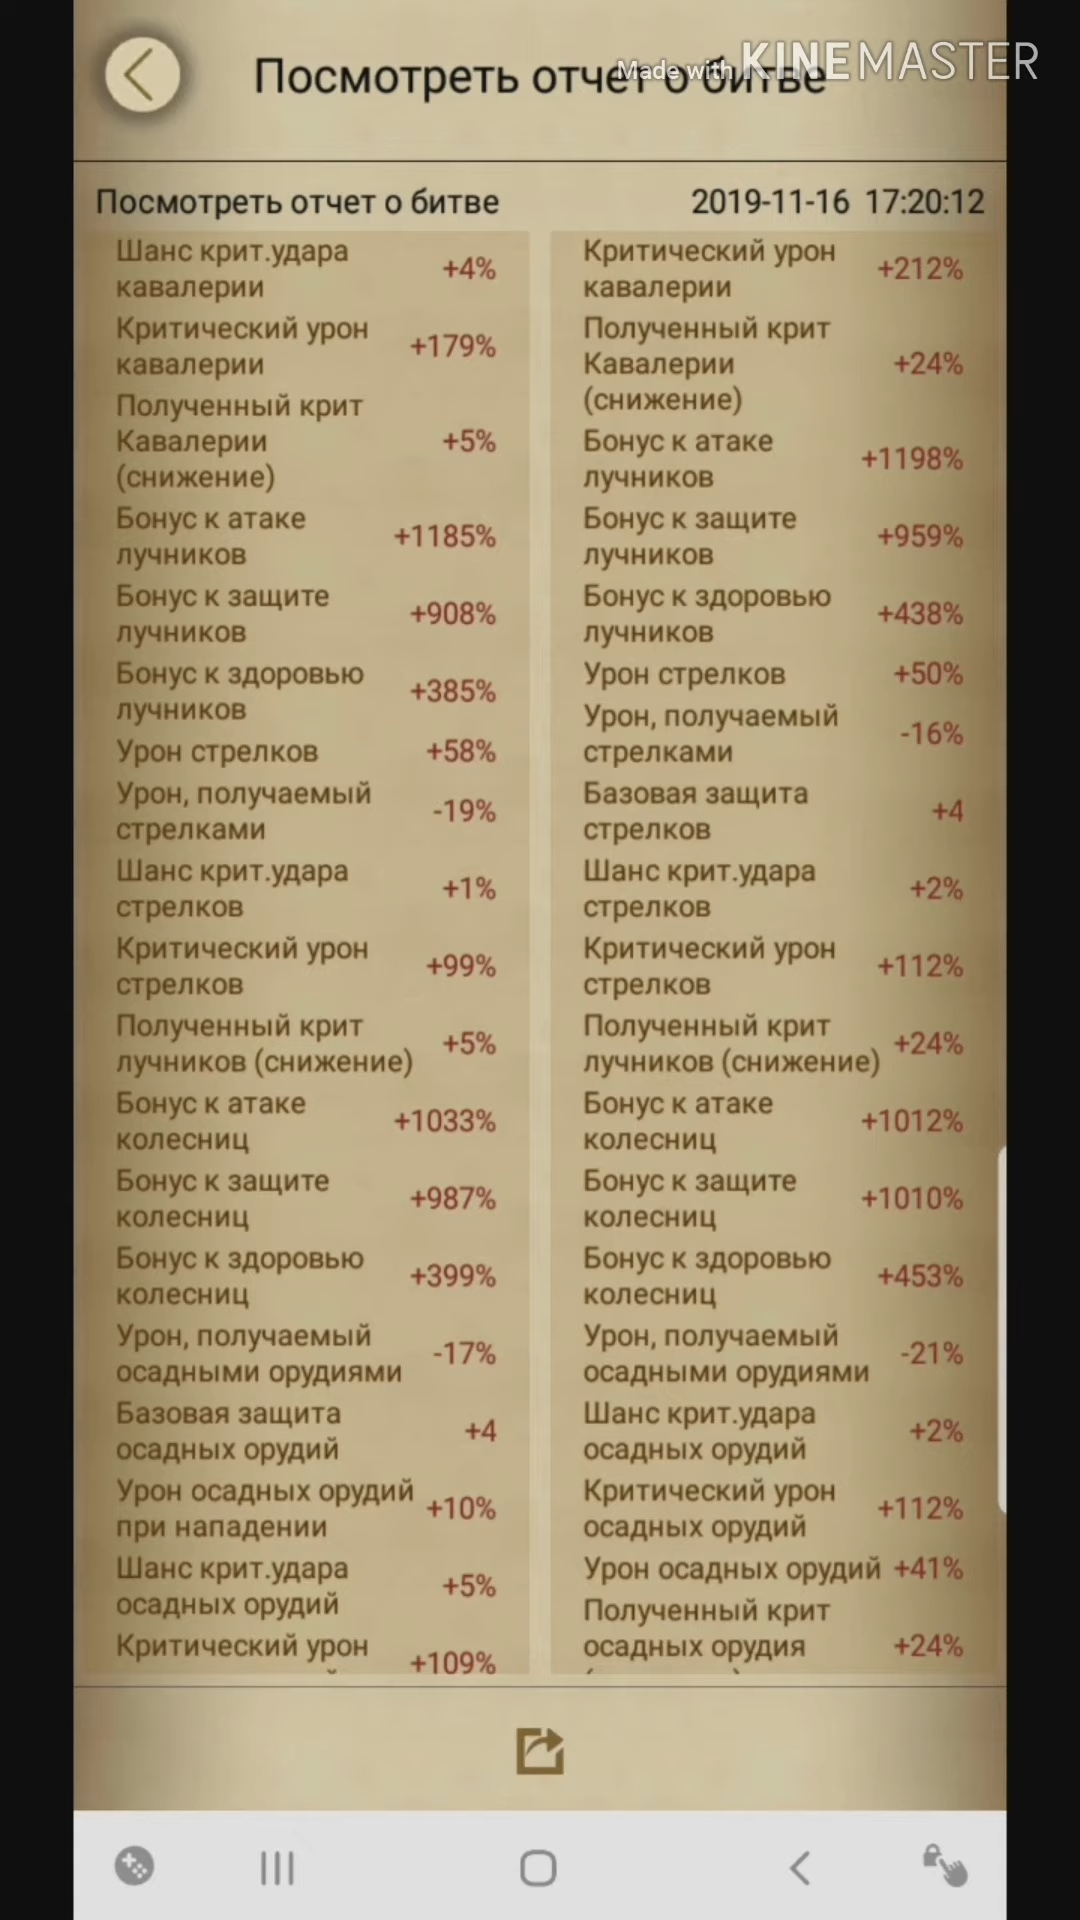 Посмотреть отчет о битве
Made with KINEMASTER
Посмотреть отчет о битве 2019-11-16 17:20:12
Шанс крит.удара
кавалерии
+4%
Критический урон
кавалерии
+179%
Полученный крит
Кавалерии
(снижение)
+5%
Бонус к атаке
лучников
+1185%
Бонус к защите
лучников
+908%
Бонус к здоровью
лучников
+385%
Урон стрелков +58%
Урон, получаемый
стрелками
-19%
Шанс крит.удара
стрелков
+1%
Критический урон
стрелков
+99%
Полученный крит
лучников (снижение)
+5%
Бонус к атаке
колесниц
+1033%
Бонус к защите
колесниц
+987%
Бонус к здоровью
колесниц
+399%
Урон, получаемый
осадными орудиями
-17%
Базовая защита
осадных орудий
+4
Урон осадных орудий
при нападении
+10%
Шанс крит.удара
осадных орудий
+5%
Критический урон
+109%
Критический урон
кавалерии
+212%
Полученный крит
Кавалерии
(снижение)
+24%
Бонус к атаке
лучников
+1198%
Бонус к защите
лучников
+959%
Бонус к здоровью
лучников
+438%
Урон стрелков +50%
Урон, получаемый
стрелками
-16%
Базовая защита
стрелков
+4
Шанс крит.удара
стрелков
+2%
Критический урон
стрелков
+112%
Полученный крит
лучников (снижение)
+24%
Бонус к атаке
колесниц
+1012%
Бонус к защите
колесниц
+1010%
Бонус к здоровью
колесниц
+453%
Урон, получаемый
осадными орудиями
-21%
Шанс крит.удара
осадных орудий
+2%
Критический урон
осадных орудий
+112%
Урон осадных орудий +41%
Полученный крит
осадных орудия
+24%